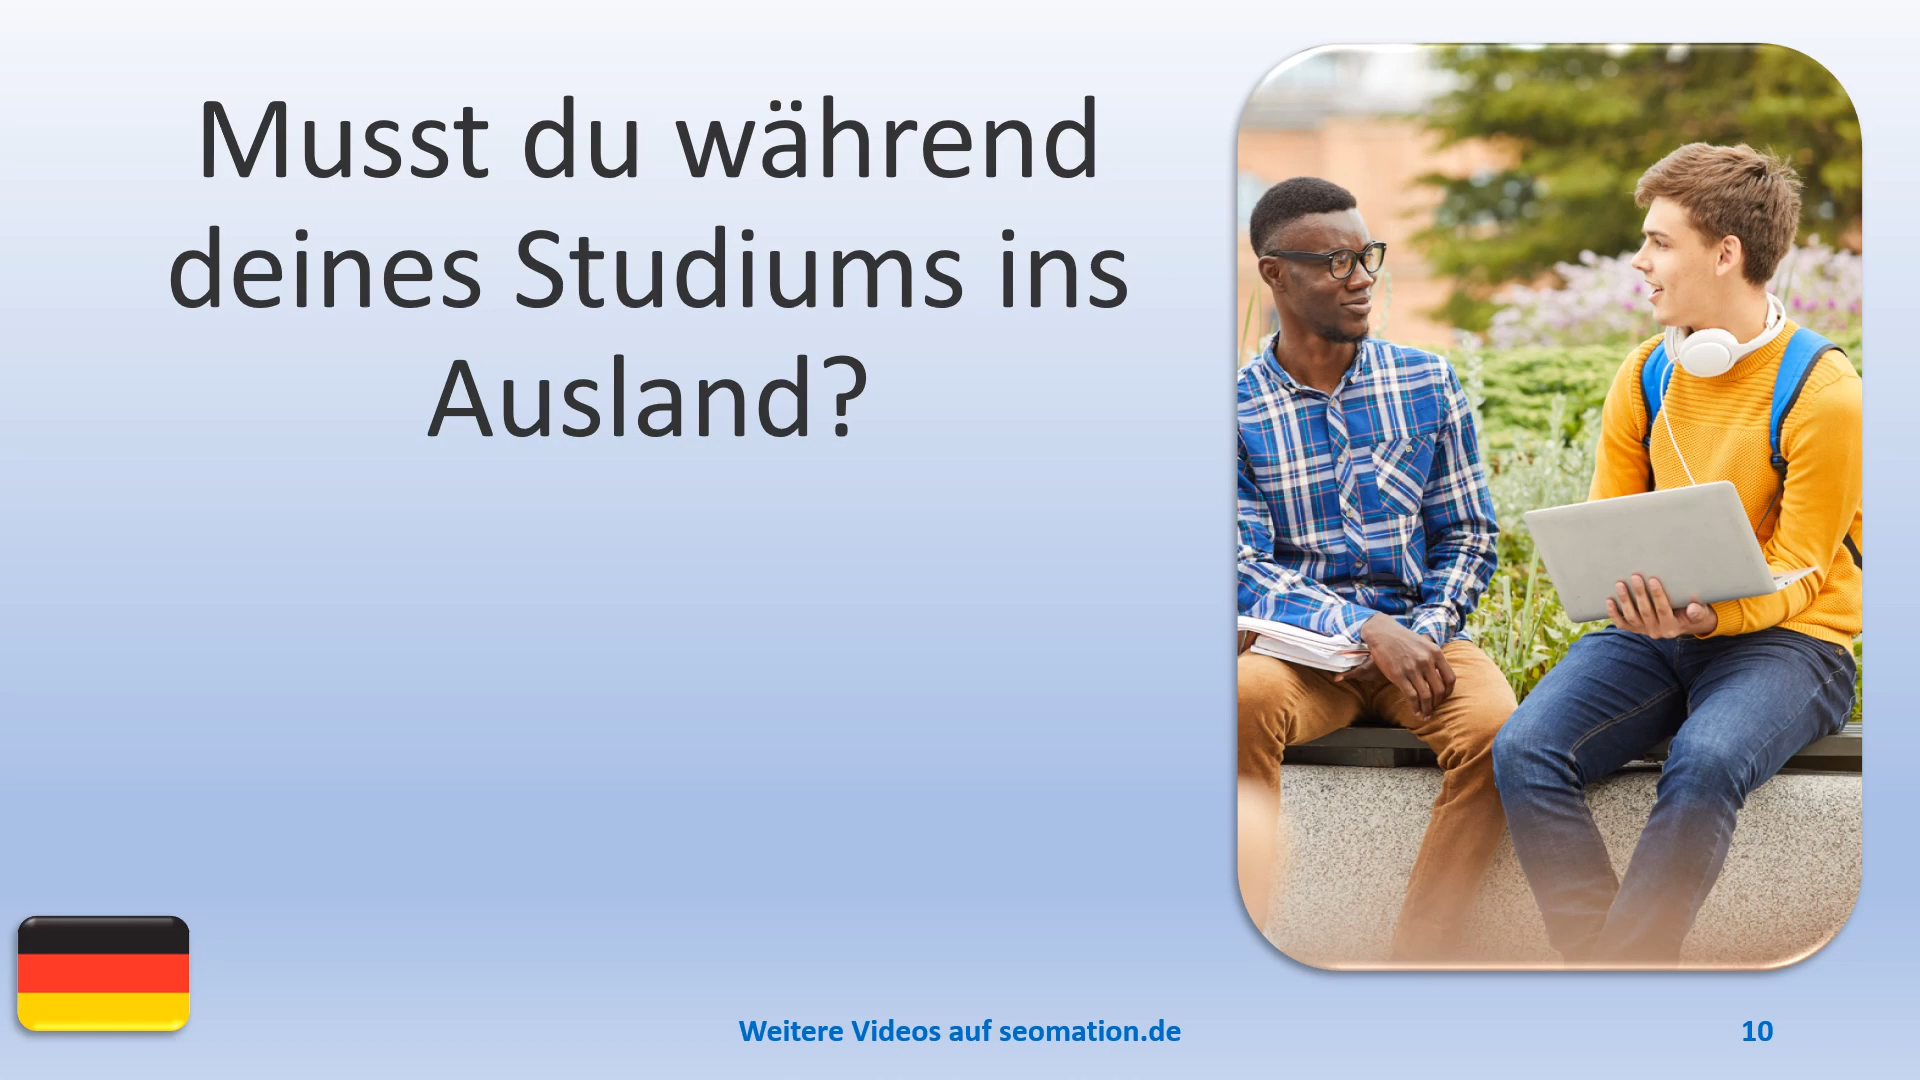 Musst du während
deines Studiums ins
Ausland?
Weitere Videos auf seomation.de
10